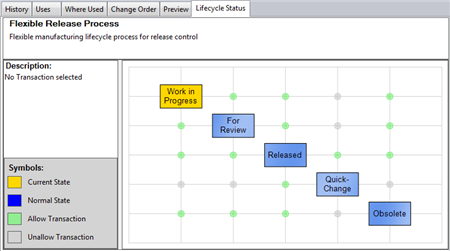 History
Uses
Where Used
Change Order
Preview
Lifecycle Status
Flexible Release Process
Flexible manufacturing lifecycle process for release control
Description:
No Transaction selected
Work in
Progress
For
Review
Released
Quick-
Change
Obsolete
Symbols:
Current State
Normal State
Allow Transaction
Unallow Transaction